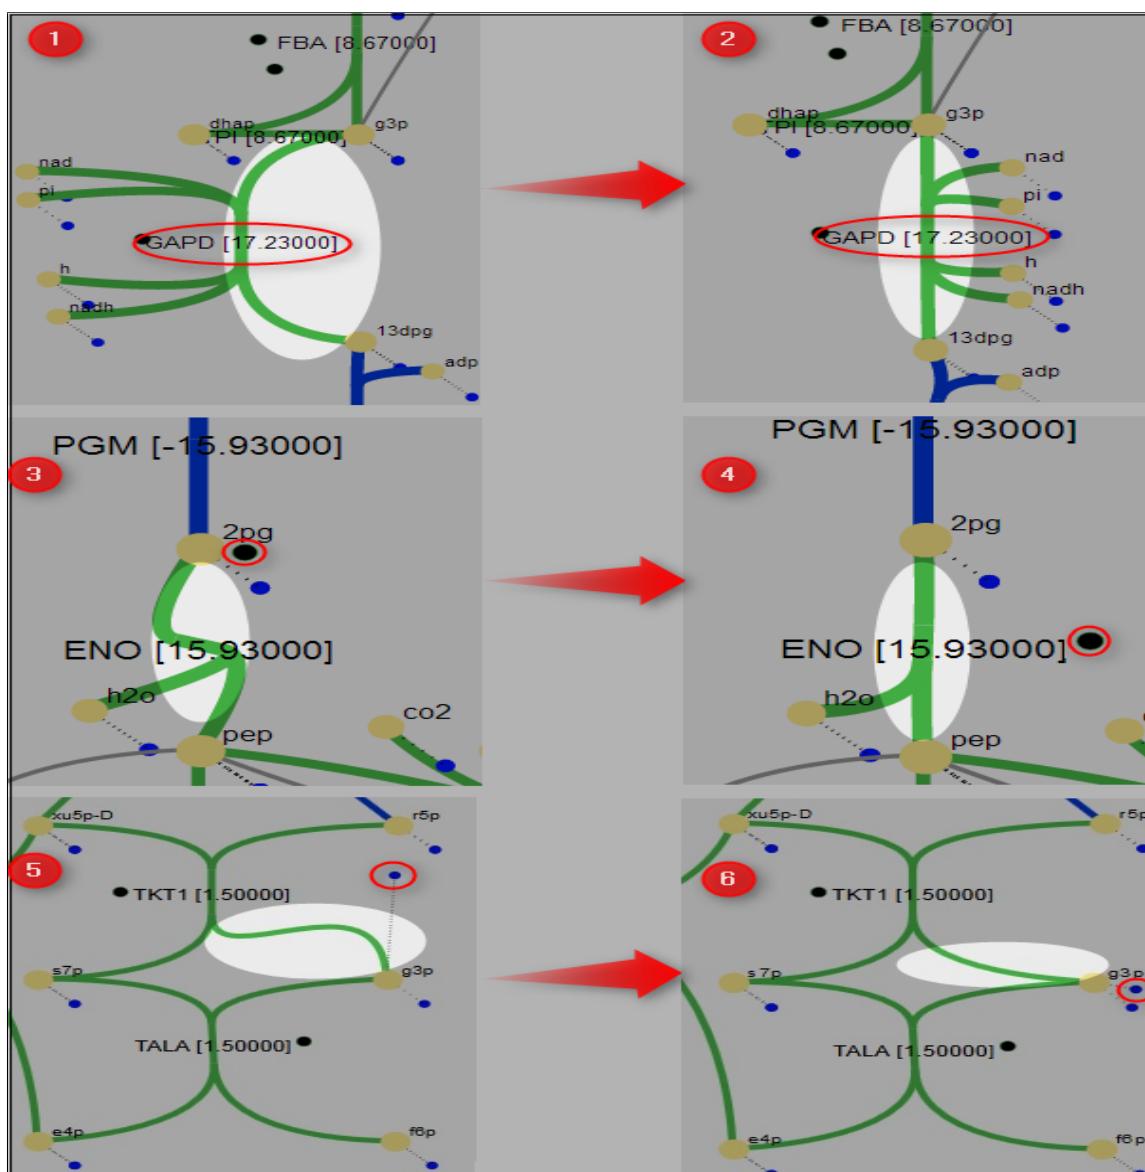 1
FBA [8.67000]
dhap
g3p
PI [8.67000]
nad
pi
GAPD [17.23000]
h
nadh
13dpg
adp
2
FBA [8.67000]
dhap
g3p
PI [8.67000]
nad
pi
GAPD [17.23000]
h
nadh
13dpg
adp
3
PGM [-15.93000]
2pg
ENO [15.93000]
h2o
co2
pep
4
PGM [-15.93000]
2pg
ENO [15.93000]
h2o
pep
5
xu5p-D
r5p
TKT1 [1.50000]
s7p
g3p
TALA [1.50000]
e4p
f6p
6
xu5p-D
r5p
TKT1 [1.50000]
s7p
g3p
TALA [1.50000]
e4p
f6p